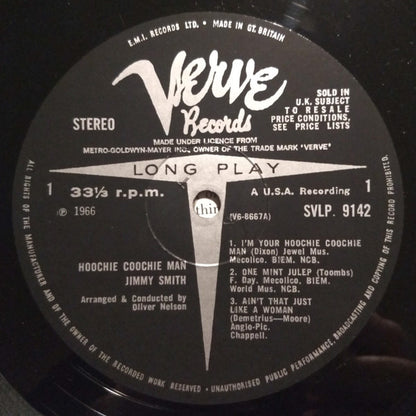 E.M.I. RECORDS LTD. • MADE IN GT. BRITAIN
Verve
Records
STEREO
SOLD IN
U.K. SUBJECT
TO RESALE
PRICE CONDITIONS,
SEE PRICE LISTS
MADE UNDER LICENCE FROM
METRO-GOLDWYN-MAYER INC., OWNER OF THE TRADE MARK "VERVE"
LONG PLAY
1
33⅓ r.p.m.
A U.S.A. Recording
1
℗ 1966
(V6-8667A)
SVLP. 9142
HOOCHIE COOCHIE MAN
JIMMY SMITH
Arranged & Conducted by
Oliver Nelson
1. I'M YOUR HOOCHIE COOCHIE
MAN (Dixon) Jewel Mus.
Mecolico. BIEM. NCB.
2. ONE MINT JULEP (Toombs)
F. Day. Mecolico. BIEM.
World Mus. NCB.
3. AIN'T THAT JUST
LIKE A WOMAN
(Demetrius—Moore)
Anglo-Pic.
Chappell.
ALL RIGHTS OF THE MANUFACTURER AND OF THE OWNER OF THE RECORDED WORK RESERVED • UNAUTHORISED PUBLIC PERFORMANCE, BROADCASTING AND COPYING OF THIS RECORD PROHIBITED